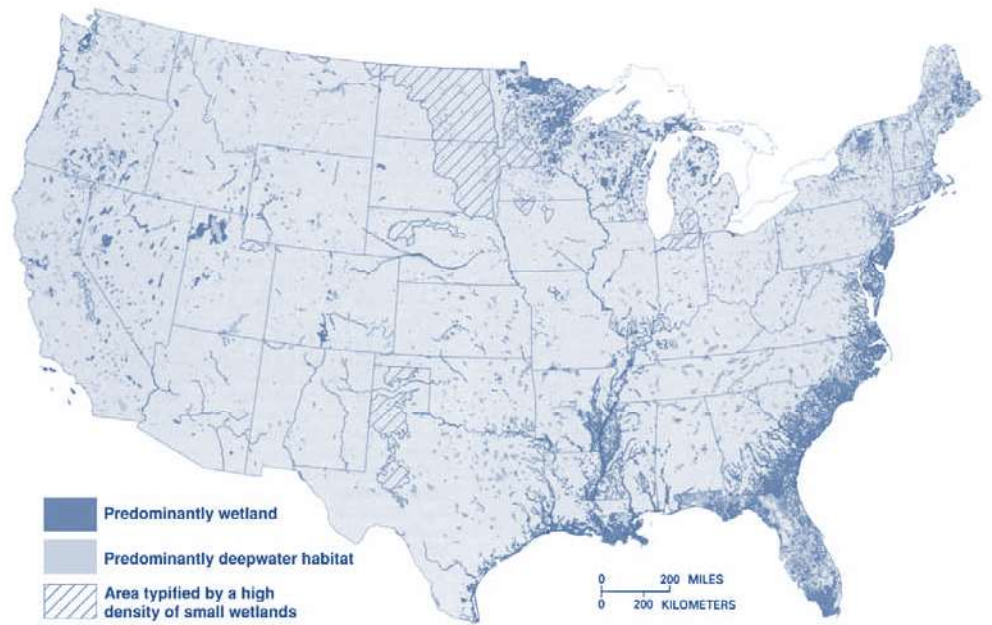 Predominantly wetland
Predominantly deepwater habitat
Area typified by a high
density of small wetlands
0 200 MILES
0 200 KILOMETERS